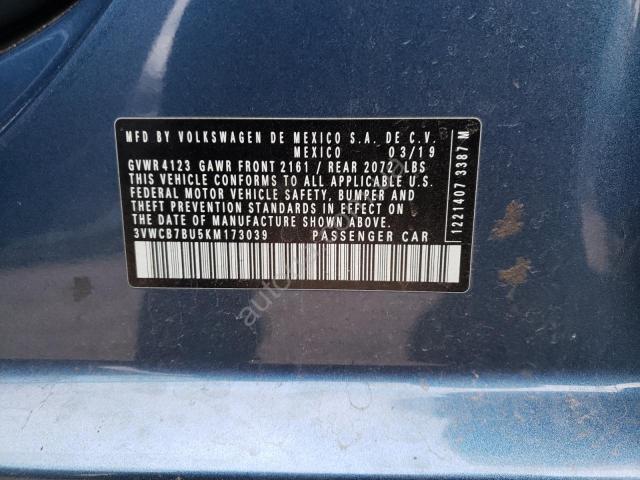 MFD BY VOLKSWAGEN DE MEXICO S.A. DE C.V.
MEXICO 03/19
GVWR 4123 GAWR FRONT 2161 / REAR 2072 LBS
THIS VEHICLE CONFORMS TO ALL APPLICABLE U.S.
FEDERAL MOTOR VEHICLE SAFETY, BUMPER AND
THEFT PREVENTION STANDARDS IN EFFECT ON
THE DATE OF MANUFACTURE SHOWN ABOVE.
3VWCB7BU5KM173039 PASSENGER CAR
1221407 3387 M